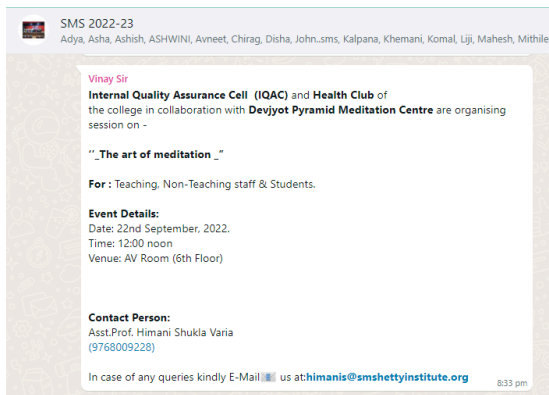 SMS 2022-23
Adya, Asha, Ashish, ASHWINI, Avneet, Chirag, Disha, John..sms, Kalpana, Khemani, Komal, Liji, Mahesh, Mithile
Vinay Sir
Internal Quality Assurance Cell  (IQAC) and Health Club of
the college in collaboration with Devjyot Pyramid Meditation Centre are organising
session on -
‘‘_The art of meditation _”
For : Teaching, Non-Teaching staff & Students.
Event Details:
Date: 22nd September, 2022.
Time: 12:00 noon
Venue: AV Room (6th Floor)
Contact Person:
Asst.Prof. Himani Shukla Varia
(9768009228)
In case of any queries kindly E-Mail📧 us at:himanis@smshettyinstitute.org
8:33 pm